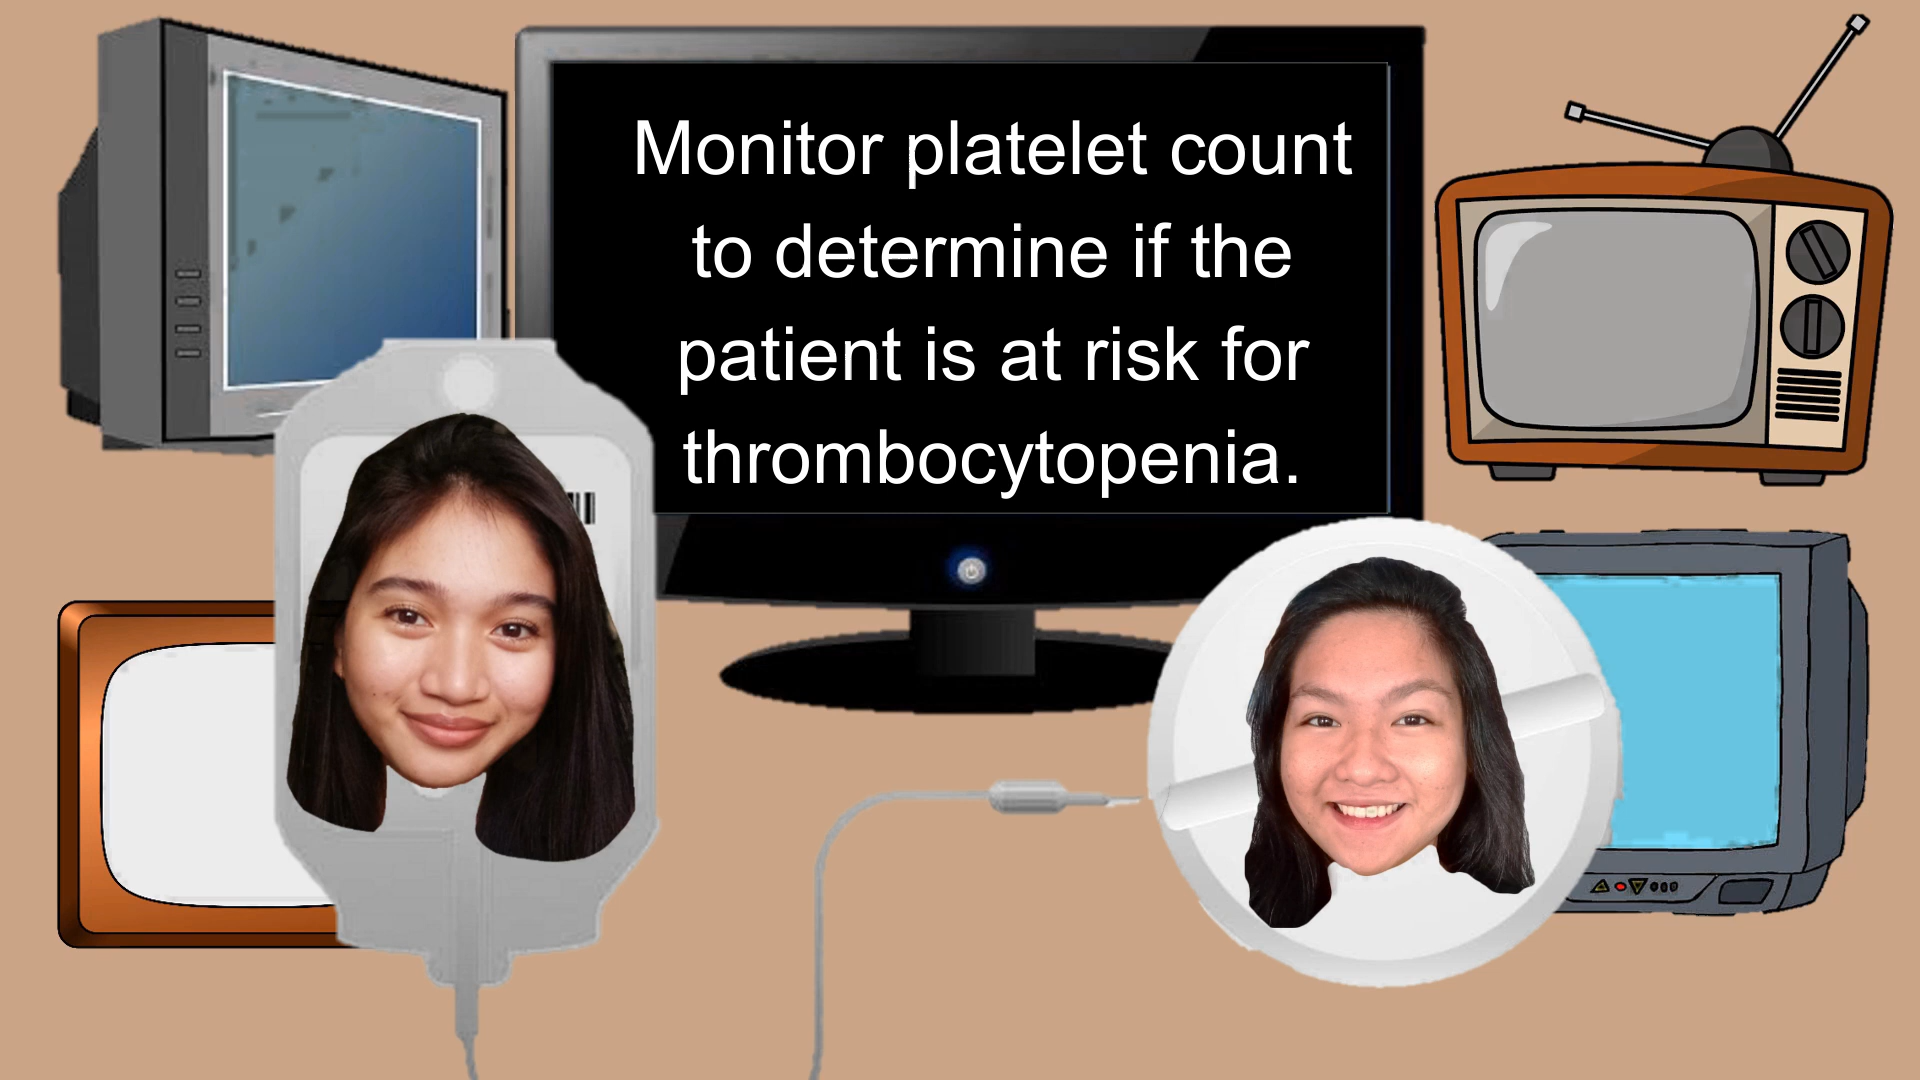 Monitor platelet count
to determine if the
patient is at risk for
thrombocytopenia.